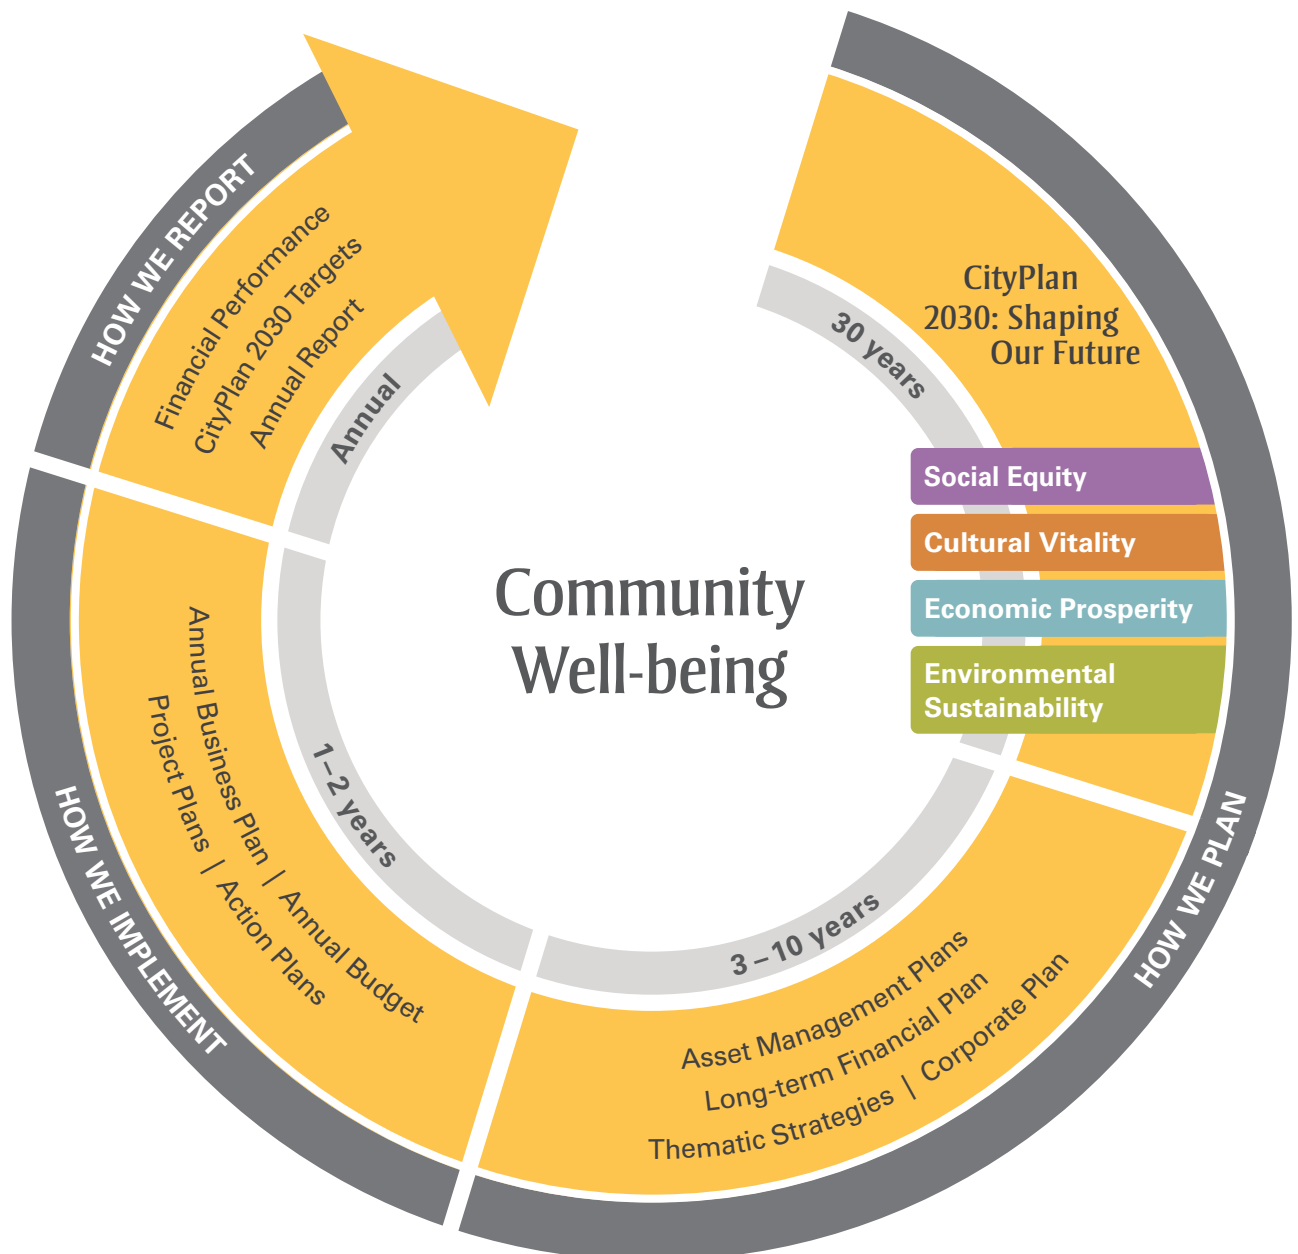 CityPlan
2030: Shaping
Our Future
30 years
Social Equity
Cultural Vitality
Economic Prosperity
Environmental
Sustainability
HOW WE PLAN
3–10 years
Asset Management Plans
Long-term Financial Plan
Thematic Strategies | Corporate Plan
HOW WE IMPLEMENT
1–2 years
Annual Business Plan | Annual Budget
Project Plans | Action Plans
HOW WE REPORT
Financial Performance
CityPlan 2030 Targets
Annual Report
Annual
Community
Well-being